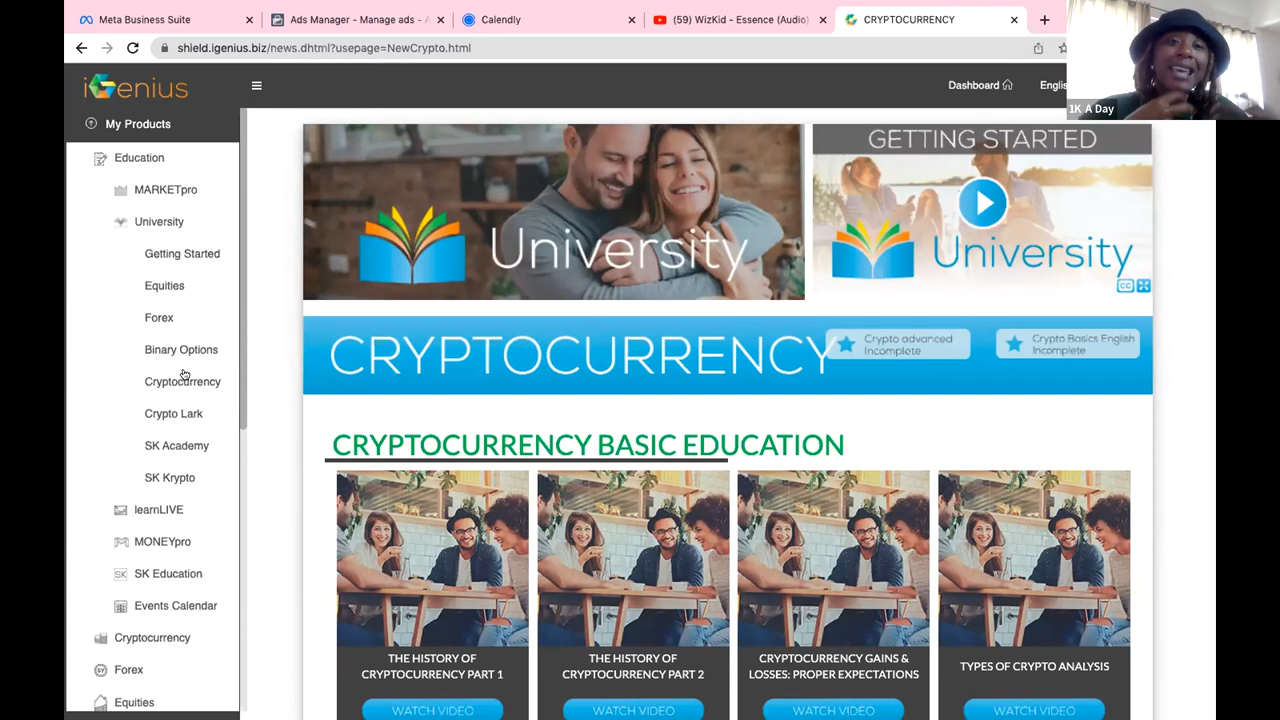 Meta Business Suite
Ads Manager - Manage ads - A
Calendly
(59) WizKid - Essence (Audio)
CRYPTOCURRENCY
shield.igenius.biz/news.dhtml?usepage=NewCrypto.html
1K A Day
iGenius
Dashboard
Englis
My Products
Education
MARKETpro
University
Getting Started
Equities
Forex
Binary Options
Cryptocurrency
Crypto Lark
SK Academy
SK Krypto
learnLIVE
MONEYpro
SK
SK Education
Events Calendar
Cryptocurrency
Forex
Equities
University
GETTING STARTED
University
CC
CRYPTOCURRENCY
Crypto advanced
Incomplete
Crypto Basics English
Incomplete
CRYPTOCURRENCY BASIC EDUCATION
THE HISTORY OF
CRYPTOCURRENCY PART 1
WATCH VIDEO
THE HISTORY OF
CRYPTOCURRENCY PART 2
WATCH VIDEO
CRYPTOCURRENCY GAINS &
LOSSES: PROPER EXPECTATIONS
WATCH VIDEO
TYPES OF CRYPTO ANALYSIS
WATCH VIDEO